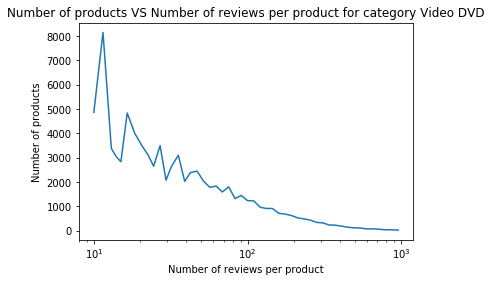 Number of products VS Number of reviews per product for category Video DVD
8000
7000
6000
5000
4000
3000
2000
1000
0
Number of products
10¹ 10² 10³
Number of reviews per product